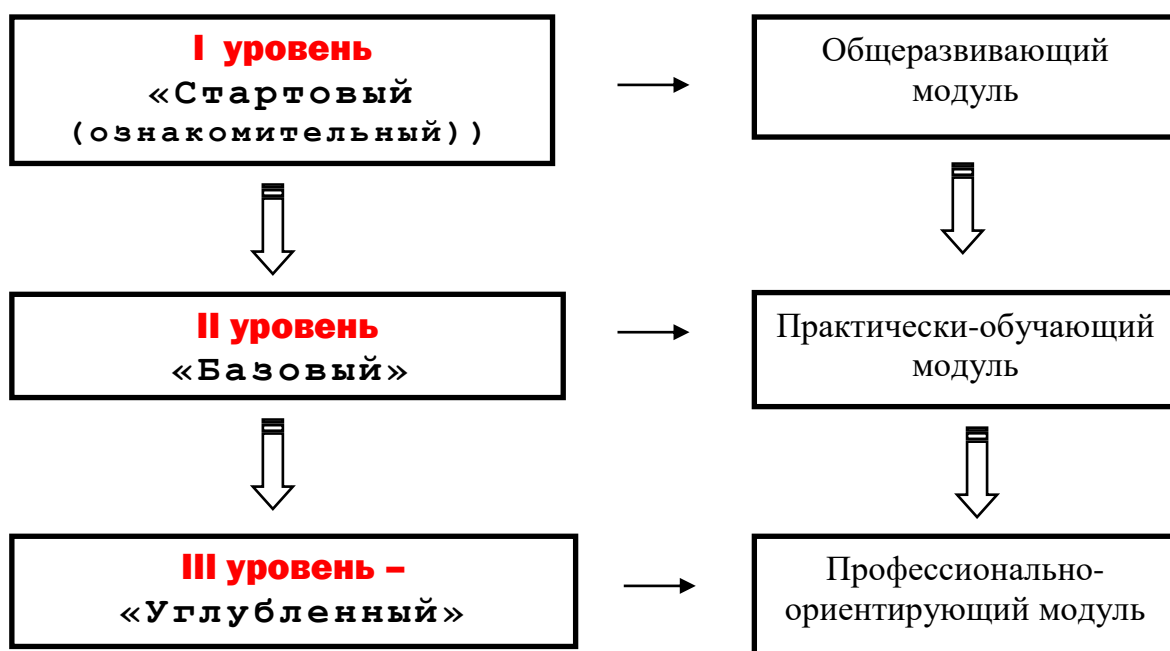 I уровень
«Стартовый
(ознакомительный))
Общеразвивающий
модуль
II уровень
«Базовый»
Практически-обучающий
модуль
III уровень –
«Углубленный»
Профессионально-
ориентирующий модуль